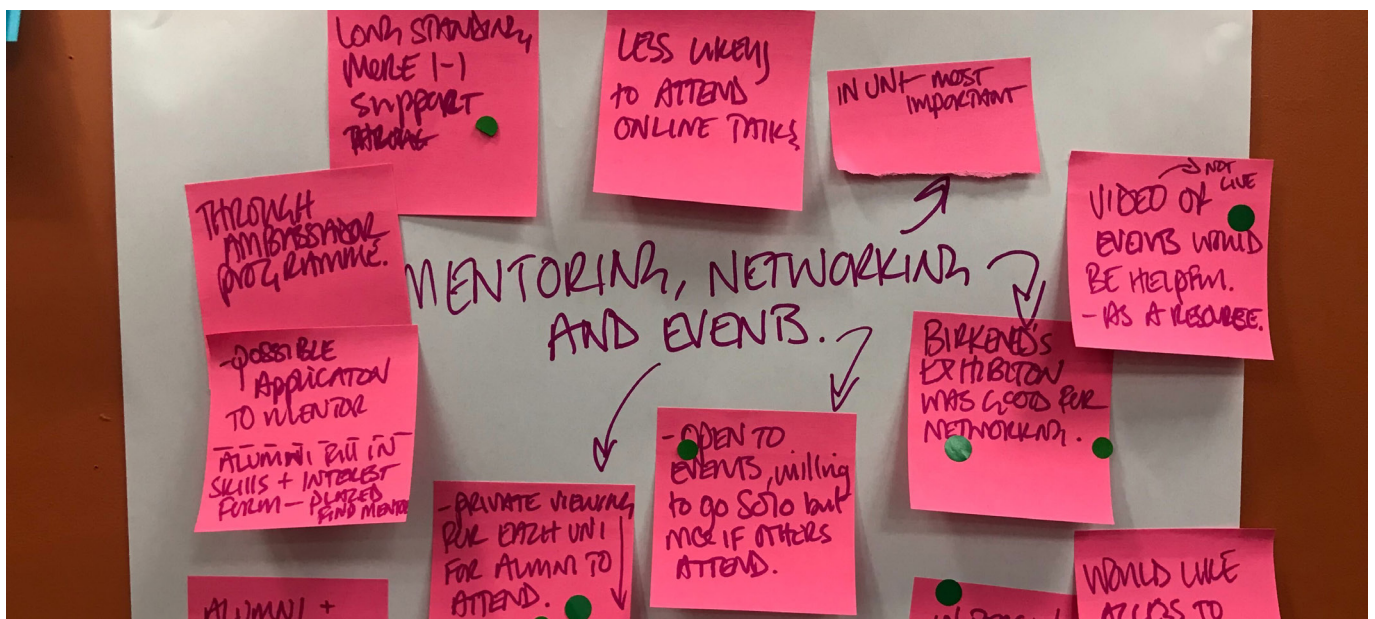 LONG STANDING,
MORE 1-1
SUPPORT
THROUG
LESS LIKELY
TO ATTEND
ONLINE TALKS
IN UNI MOST
IMPORTANT
→ NOT
LIVE
VIDEO OF
EVENTS WOULD
BE HELPFUL.
- AS A RESOURCE.
THROUGH
AMBASSADOR
PROGRAMME.
MENTORING, NETWORKING
AND EVENTS.
- POSSIBLE
APPLICATION
TO MENTOR
ALUMNI FILL IN
SKILLS + INTEREST
FORM - PLACED
FIND MENTOR
- PRIVATE VIEWING
FOR EACH UNI
FOR ALUMNI TO
ATTEND.
- OPEN TO
EVENTS, willing
to go SOLO but
NICE IF OTHERS
ATTEND.
EXHIBITION
WAS GOOD FOR
NETWORKING.
ALUMNI +
WOULD LIKE
ACCESS TO